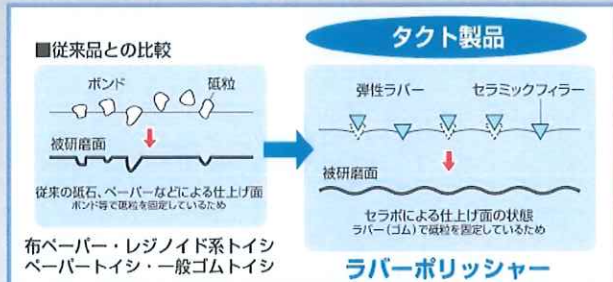 ■従来品との比較
ボンド
砥粒
被研磨面
従来の砥石、ペーパーなどによる仕上げ面
ボンド等で砥粒を固定しているため
布ペーパー・レジノイド系トイシ
ペーパートイシ・一般ゴムトイシ
タクト製品
弾性ラバー
セラミックフィラー
被研磨面
セラポによる仕上げ面の状態
ラバー(ゴム)で砥粒を固定しているため
ラバーポリッシャー